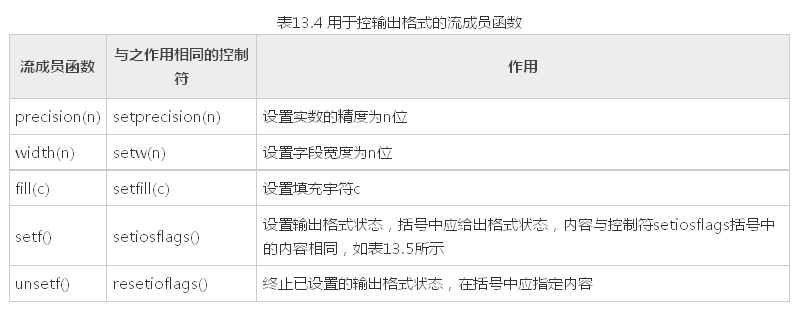 表13.4 用于控输出格式的流成员函数
流成员函数
与之作用相同的控制
符
作用
precision(n)
setprecision(n)
设置实数的精度为n位
width(n)
setw(n)
设置字段宽度为n位
fill(c)
setfill(c)
设置填充宇符c
setf()
setiosflags()
设置输出格式状态，括号中应给出格式状态，内容与控制符setiosflags括号中
的内容相同，如表13.5所示
unsetf()
resetioflags()
终止已设置的输出格式状态，在括号中应指定内容